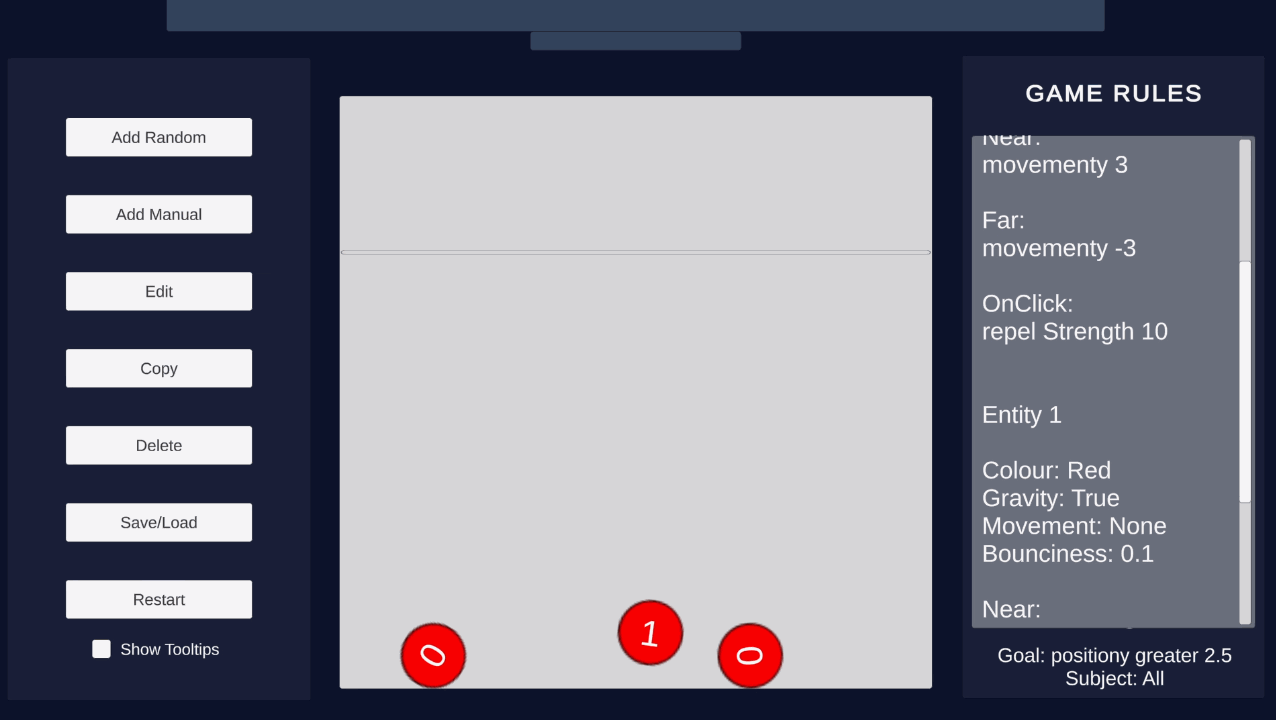 GAME RULES
Add Random
Add Manual
Edit
Copy
Delete
Save/Load
Restart
Show Tooltips
0
1
0
Near:
movementy 3
Far:
movementy -3
OnClick:
repel Strength 10
Entity 1
Colour: Red
Gravity: True
Movement: None
Bounciness: 0.1
Near:
Goal: positiony greater 2.5
Subject: All